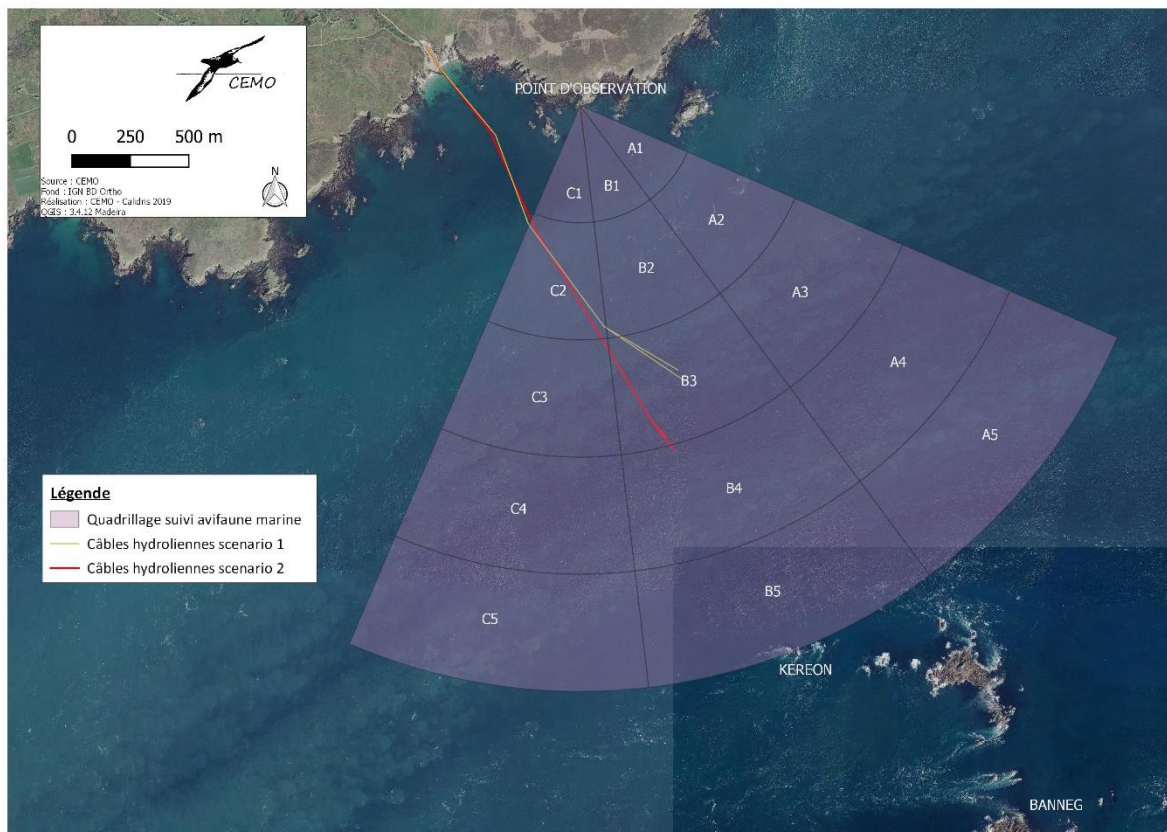 CEMO
0 250 500 m
Source : CEMO
Fond : IGN BD Ortho
Réalisation : CEMO - Calidris 2019
QGIS : 3.4.12 Madeira
N
POINT D'OBSERVATION
A1
B1
C1
A2
B2
C2
A3
B3
C3
A4
B4
C4
A5
B5
C5
KEREON
BANNEG
Légende
Quadrillage suivi avifaune marine
Câbles hydroliennes scenario 1
Câbles hydroliennes scenario 2